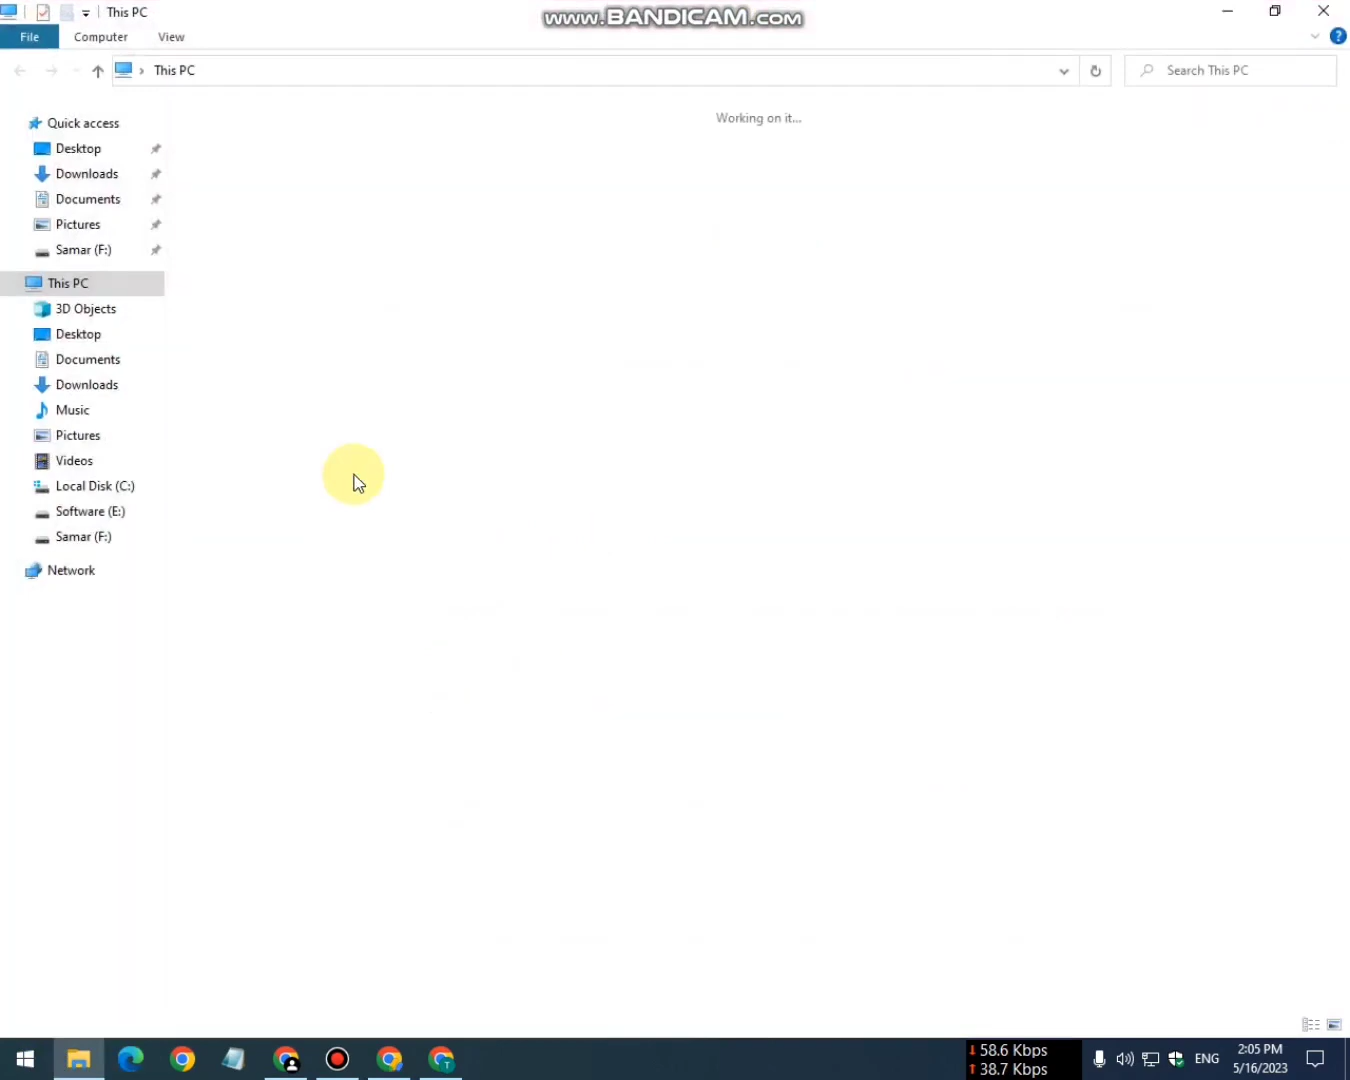 This PC
www.BANDICAM.com
File
Computer
View
This PC
Search This PC
Working on it...
Quick access
Desktop
Downloads
Documents
Pictures
Samar (F:)
This PC
3D Objects
Desktop
Documents
Downloads
Music
Pictures
Videos
Local Disk (C:)
Software (E:)
Samar (F:)
Network
58.6 Kbps
38.7 Kbps
ENG
2:05 PM
5/16/2023